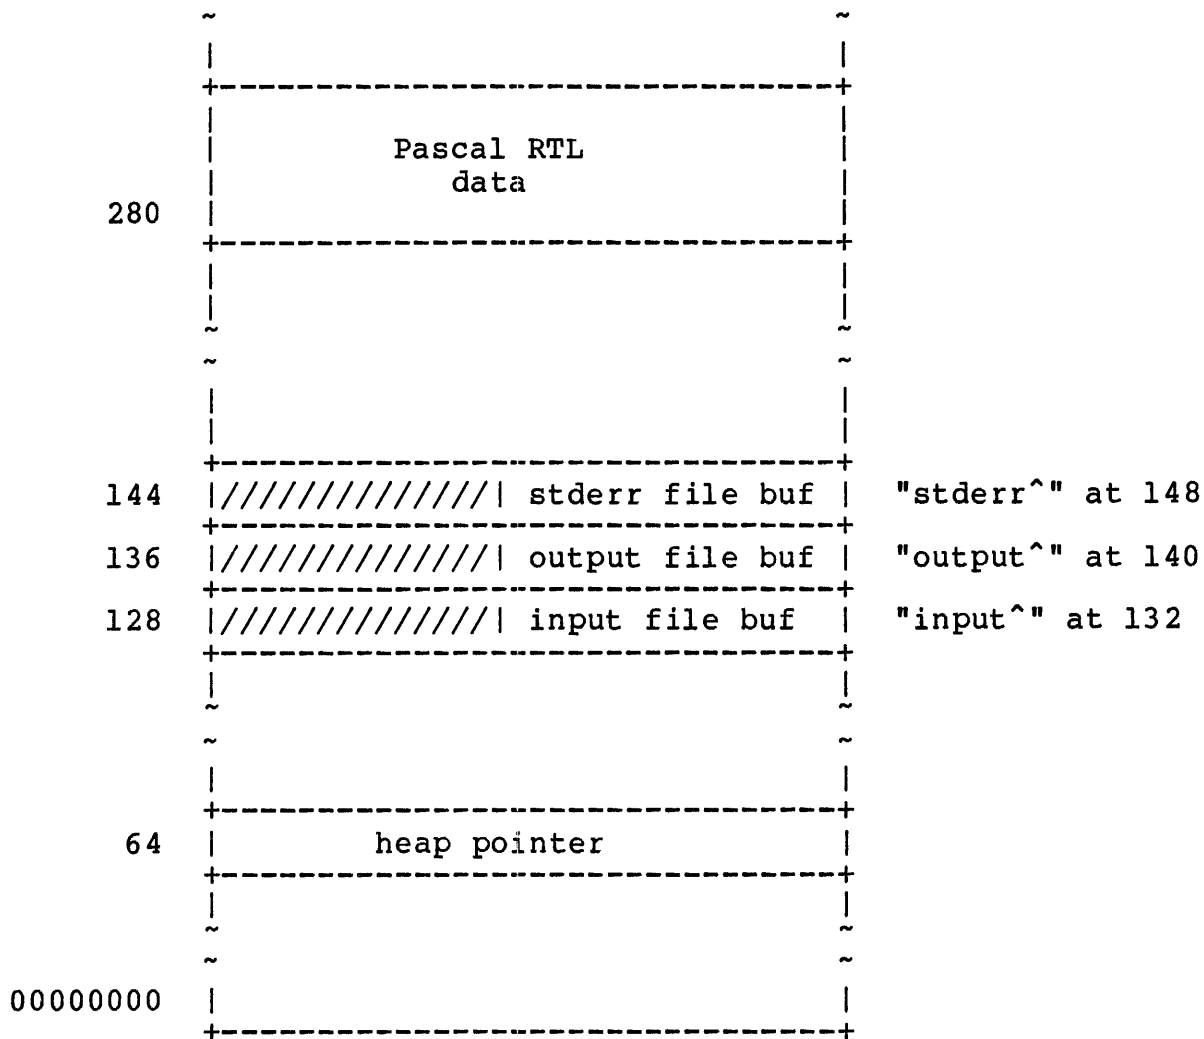 Pascal RTL
data
280
144 |//////////////| stderr file buf | "stderr^" at 148
136 |//////////////| output file buf | "output^" at 140
128 |//////////////| input file buf | "input^" at 132
64 | heap pointer |
00000000